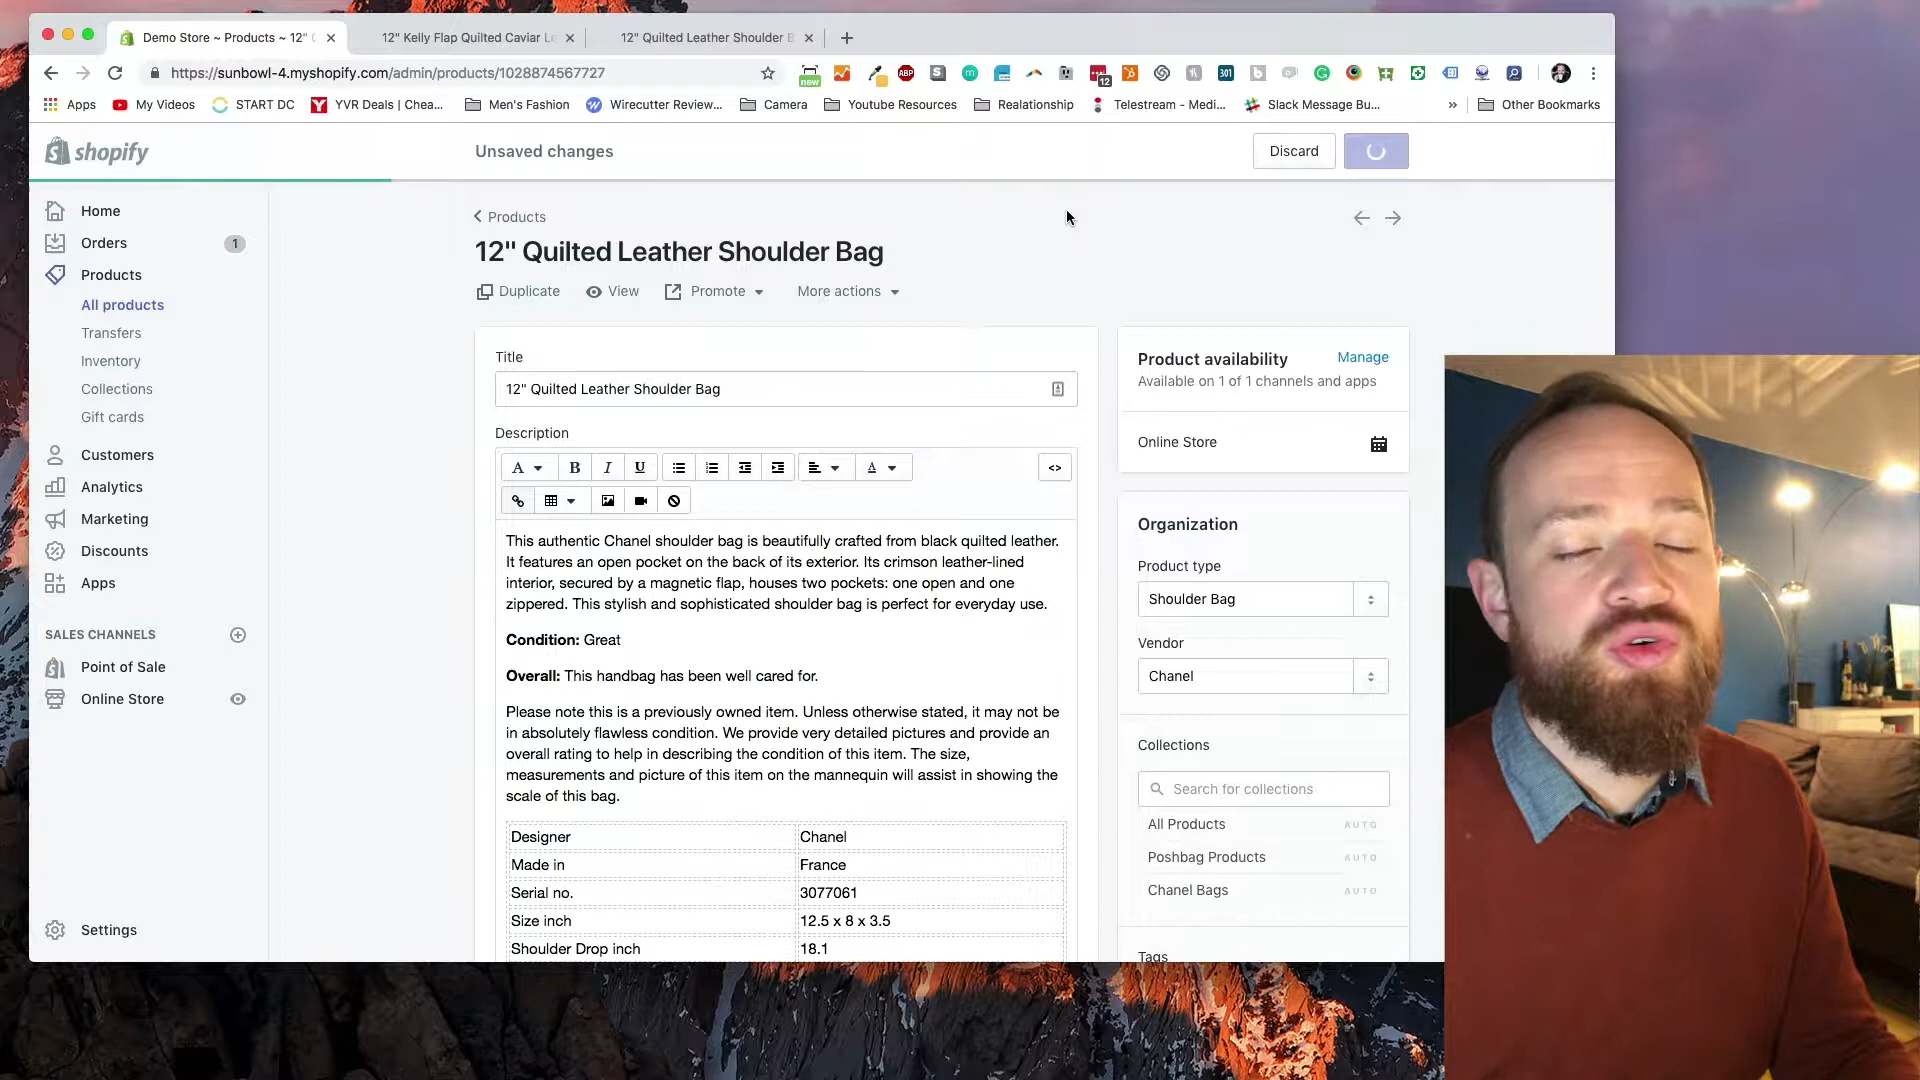 Demo Store ~ Products ~ 12"
12" Kelly Flap Quilted Caviar Le
12" Quilted Leather Shoulder B
https://sunbowl-4.myshopify.com/admin/products/1028874567727
new
ABP
12
301
Apps
My Videos
START DC
YVR Deals | Chea...
Men's Fashion
Wirecutter Review...
Camera
Youtube Resources
Realationship
Telestream - Medi...
Slack Message Bu...
»
Other Bookmarks
shopify
Unsaved changes
Discard
Home
Orders
1
Products
All products
Transfers
Inventory
Collections
Gift cards
Customers
Analytics
Marketing
Discounts
Apps
SALES CHANNELS
Point of Sale
Online Store
Settings
Products
12" Quilted Leather Shoulder Bag
Duplicate
View
Promote
More actions
Title
12" Quilted Leather Shoulder Bag
Description
A
B
I
U
A
<>
This authentic Chanel shoulder bag is beautifully crafted from black quilted leather.
It features an open pocket on the back of its exterior. Its crimson leather-lined
interior, secured by a magnetic flap, houses two pockets: one open and one
zippered. This stylish and sophisticated shoulder bag is perfect for everyday use.
Condition: Great
Overall: This handbag has been well cared for.
Please note this is a previously owned item. Unless otherwise stated, it may not be
in absolutely flawless condition. We provide very detailed pictures and provide an
overall rating to help in describing the condition of this item. The size,
measurements and picture of this item on the mannequin will assist in showing the
scale of this bag.
Designer Chanel
Made in France
Serial no. 3077061
Size inch 12.5 x 8 x 3.5
Shoulder Drop inch 18.1
Product availability
Manage
Available on 1 of 1 channels and apps
Online Store
Organization
Product type
Shoulder Bag
Vendor
Chanel
Collections
Search for collections
All Products AUTO
Poshbag Products AUTO
Chanel Bags AUTO
Tags